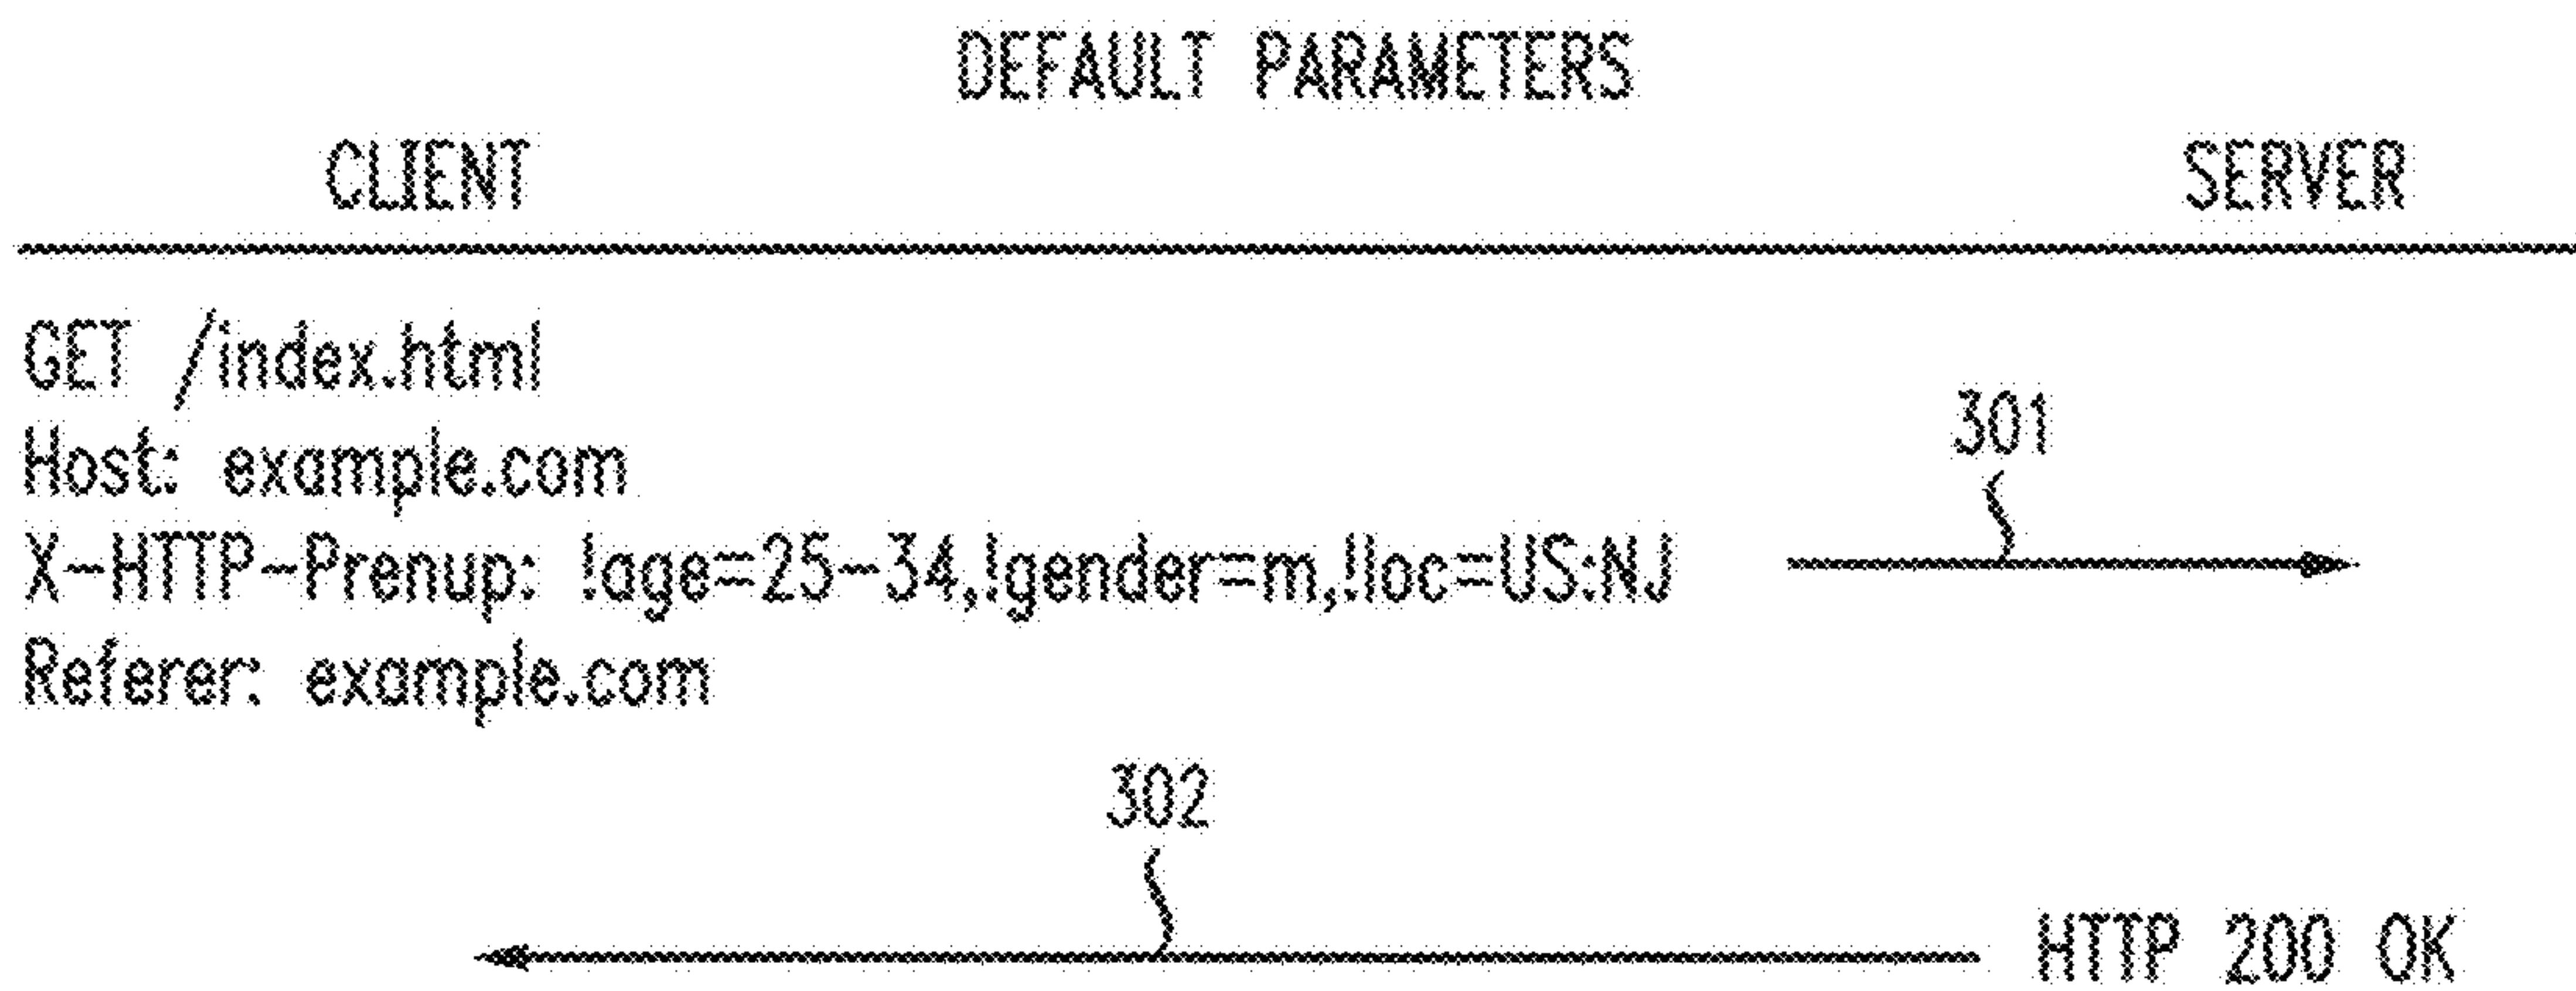 DEFAULT PARAMETERS
CLIENT SERVER
GET /index.html
Host: example.com
301
X-HTTP-Prenup: !age=25-34,!gender=m,!loc=US:NJ
Referer: example.com
302
HTTP 200 OK